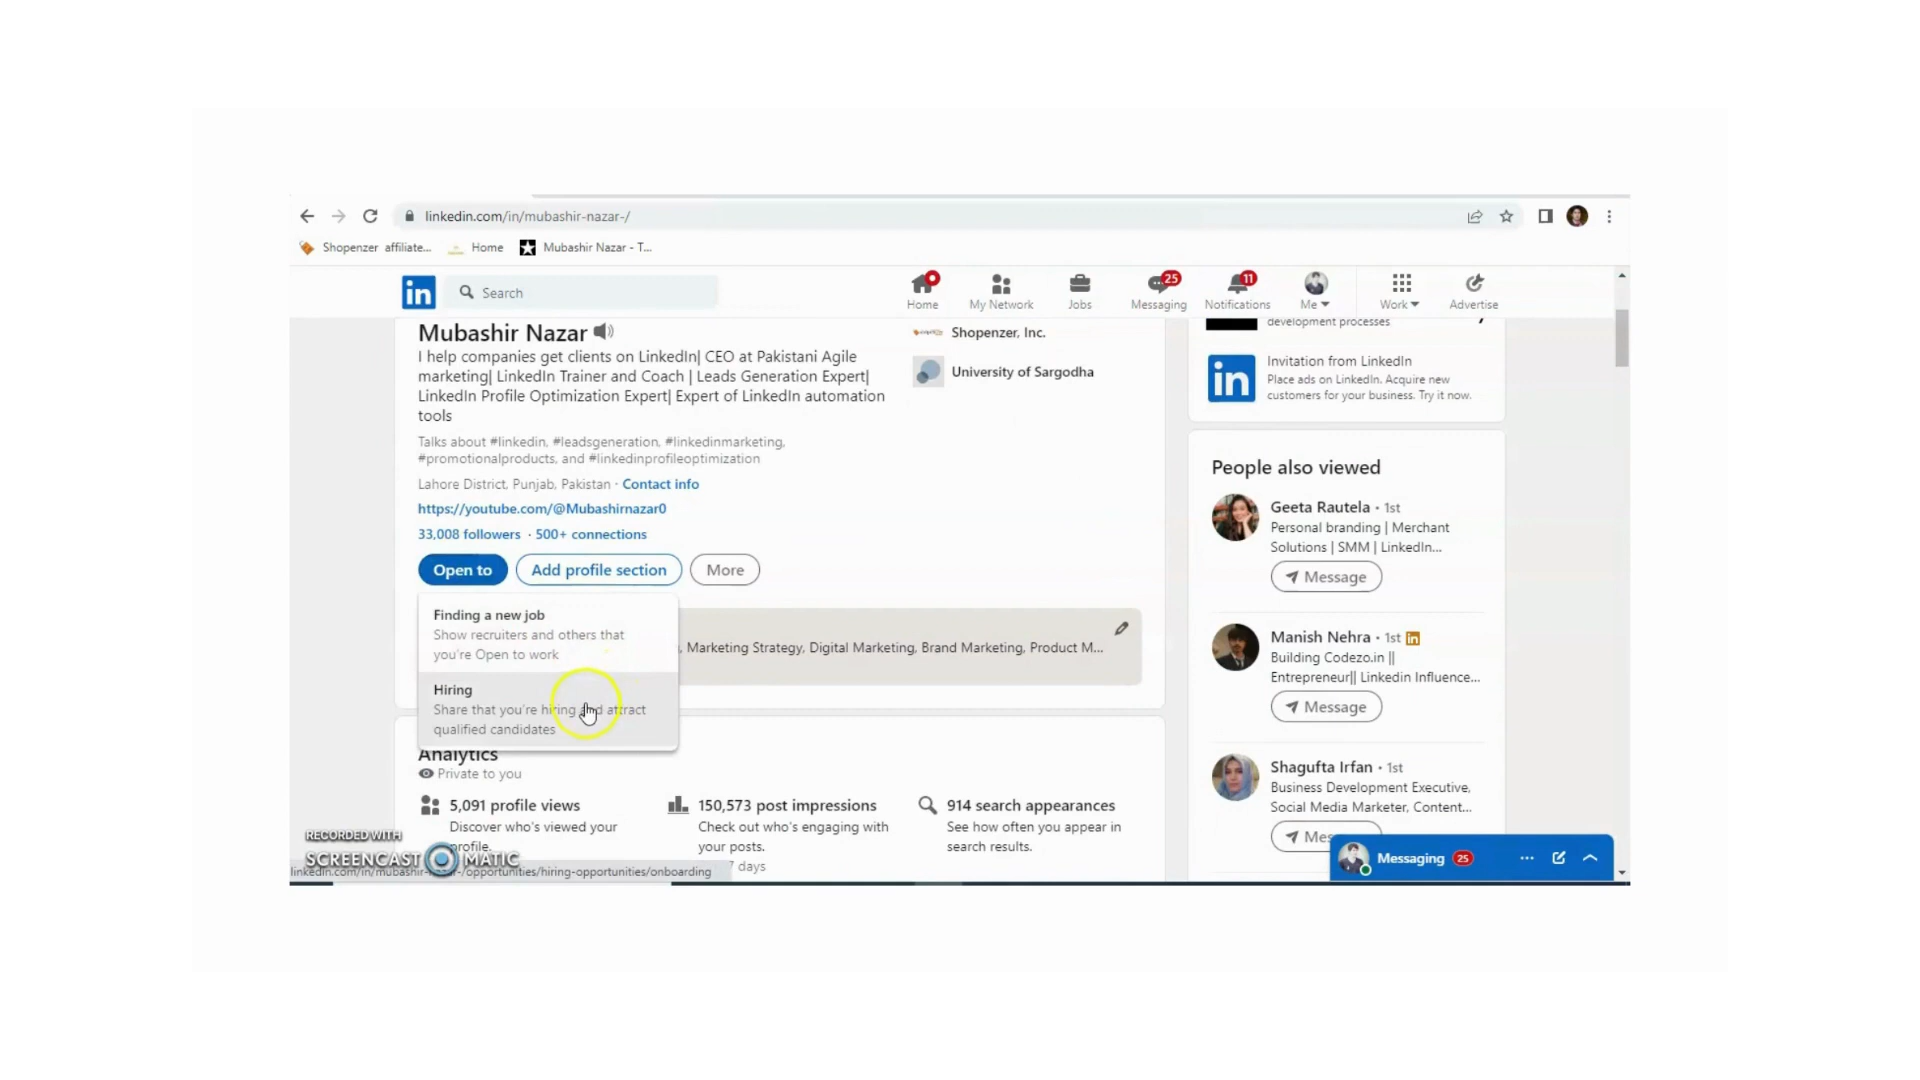 linkedin.com/in/mubashir-nazar-/
Shopenzer affiliate...
Home
Mubashir Nazar - T...
in
Search
Home
My Network
Jobs
25
Messaging
11
Notifications
Me
Work
Advertise
Mubashir Nazar
I help companies get clients on LinkedIn| CEO at Pakistani Agile
marketing| LinkedIn Trainer and Coach | Leads Generation Expert|
LinkedIn Profile Optimization Expert| Expert of LinkedIn automation
tools
Talks about #linkedin, #leadsgeneration, #linkedinmarketing,
#promotionalproducts, and #linkedinprofileoptimization
Lahore District, Punjab, Pakistan · Contact info
https://youtube.com/@Mubashirnazar0
33,008 followers · 500+ connections
Open to
Add profile section
More
Finding a new job
Show recruiters and others that
you're Open to work
Hiring
Share that you're hiring and attract
qualified candidates
, Marketing Strategy, Digital Marketing, Brand Marketing, Product M...
Shopenzer, Inc.
University of Sargodha
Analytics
Private to you
5,091 profile views
Discover who's viewed your
profile.
150,573 post impressions
Check out who's engaging with
your posts.
7 days
914 search appearances
See how often you appear in
search results.
development processes
in
Invitation from LinkedIn
Place ads on LinkedIn. Acquire new
customers for your business. Try it now.
People also viewed
Geeta Rautela · 1st
Personal branding | Merchant
Solutions | SMM | LinkedIn...
Message
Manish Nehra · 1st in
Building Codezo.in ||
Entrepreneur|| Linkedin Influence...
Message
Shagufta Irfan · 1st
Business Development Executive,
Social Media Marketer, Content...
Messaging 25
RECORDED WITH
SCREENCAST MATIC
/opportunities/hiring-opportunities/onboarding